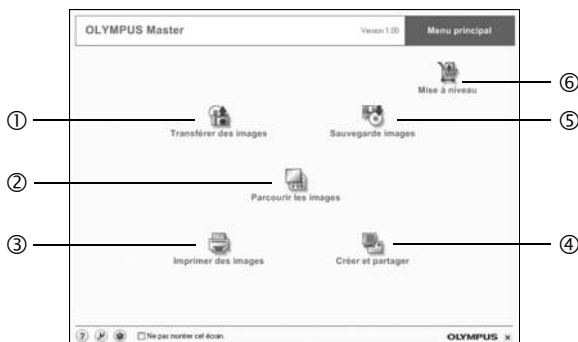 OLYMPUS Master Version 1.00 Menu principal
⑥
Mise à niveau
① ⑤
Transférer des images Sauvegarde images
②
Parcourir les images
③ ④
Imprimer des images Créer et partager
? Ne pas montrer cet écran. OLYMPUS ×